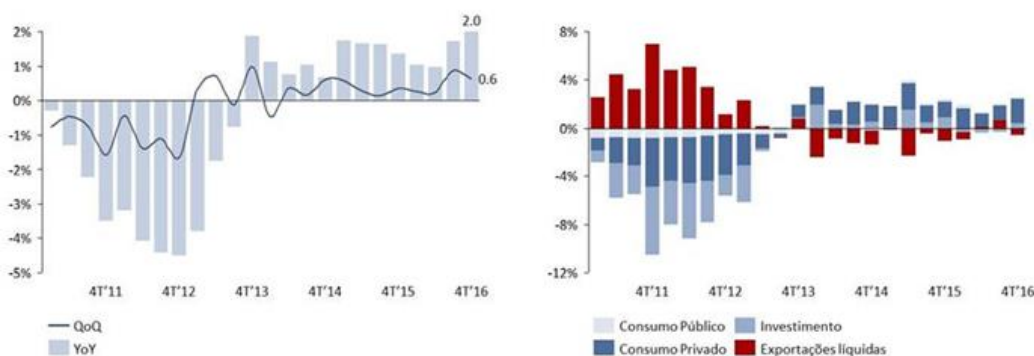 2%
1%
0%
-1%
-2%
-3%
-4%
-5%
2.0
0.6
4T'11
4T'12
4T'13
4T'14
4T'15
4T'16
QoQ
YoY
8%
4%
0%
-4%
-8%
-12%
4T'11
4T'12
4T'13
4T'14
4T'15
4T'16
Consumo Público
Investimento
Consumo Privado
Exportações líquidas